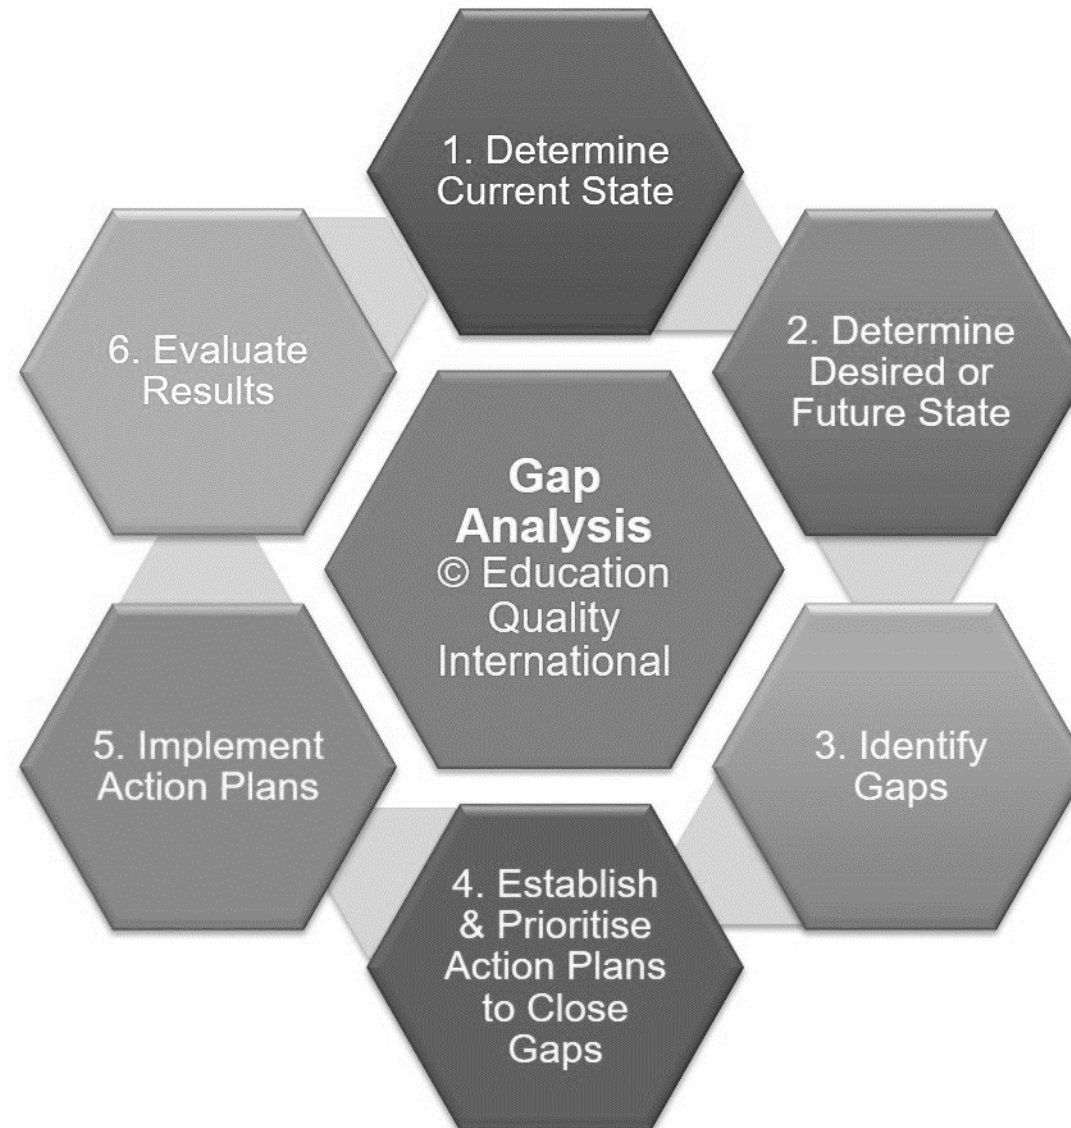 1. Determine
Current State
2. Determine
Desired or
Future State
3. Identify
Gaps
4. Establish
& Prioritise
Action Plans
to Close
Gaps
5. Implement
Action Plans
6. Evaluate
Results
Gap
Analysis
© Education
Quality
International